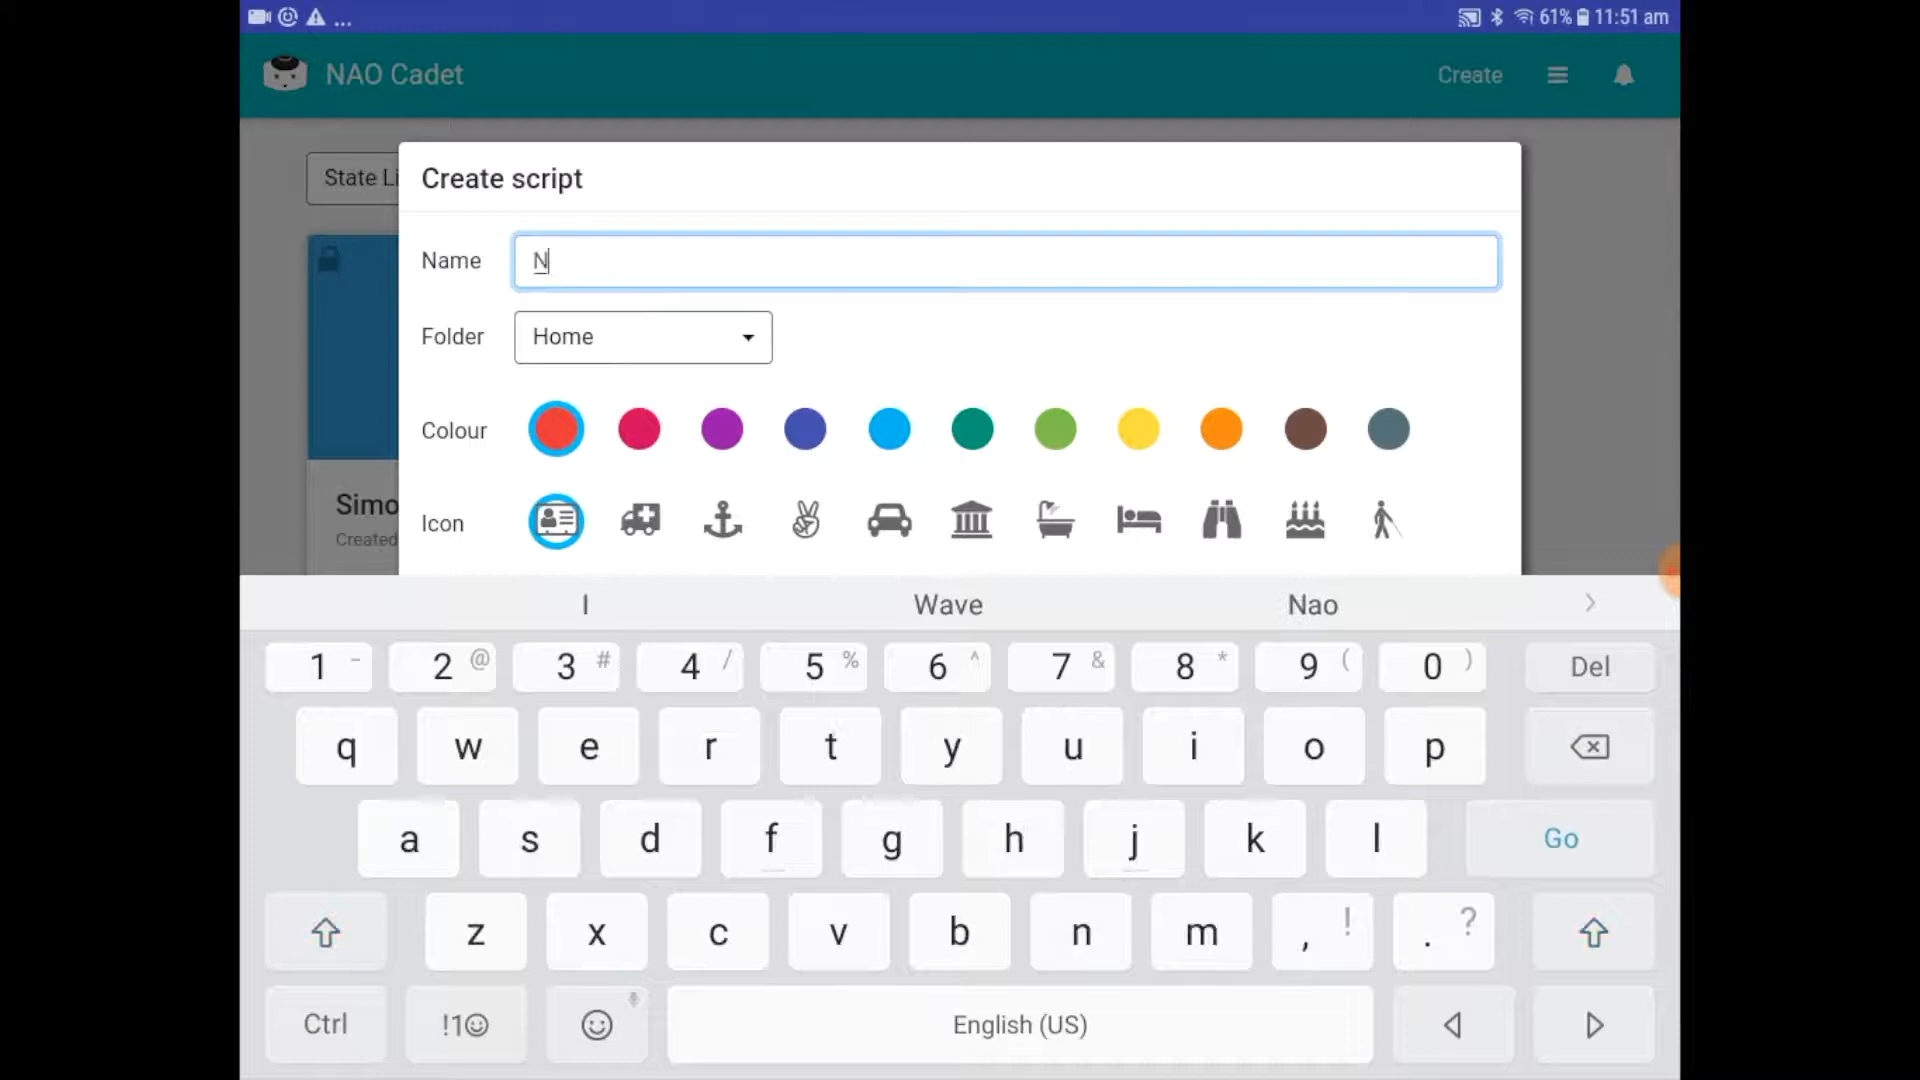 ... 61% 11:51 am
NAO Cadet Create
State Li
Create script
Name N
Folder Home
Colour
Simo
Created
Icon
I Wave Nao
1 - 2 @ 3 # 4 / 5 % 6 ^ 7 & 8 * 9 ( 0 ) Del
q w e r t y u i o p
a s d f g h j k l Go
z x c v b n m , ! . ?
Ctrl !1☺ English (US)